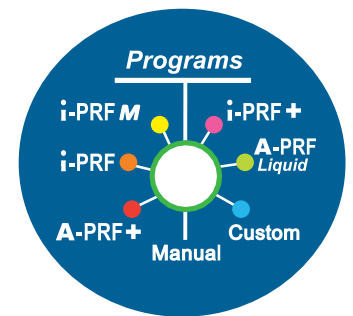 Programs
i-PRF M
i-PRF +
i-PRF
A-PRF
Liquid
A-PRF+
Custom
Manual